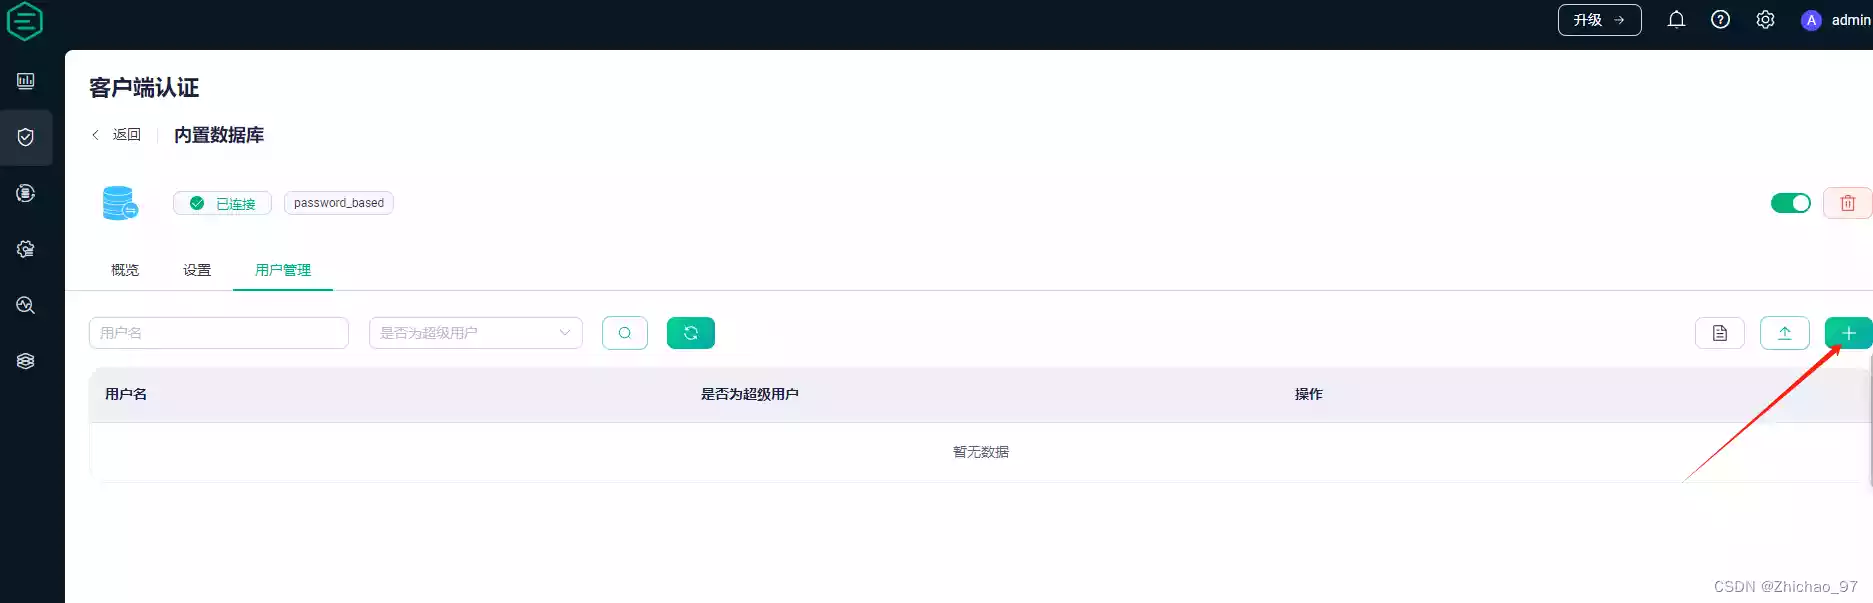 升级 →
A admin
客户端认证
返回 内置数据库
已连接 password_based
概览 设置 用户管理
用户名 是否为超级用户
用户名 是否为超级用户 操作
暂无数据
CSDN @Zhichao_97